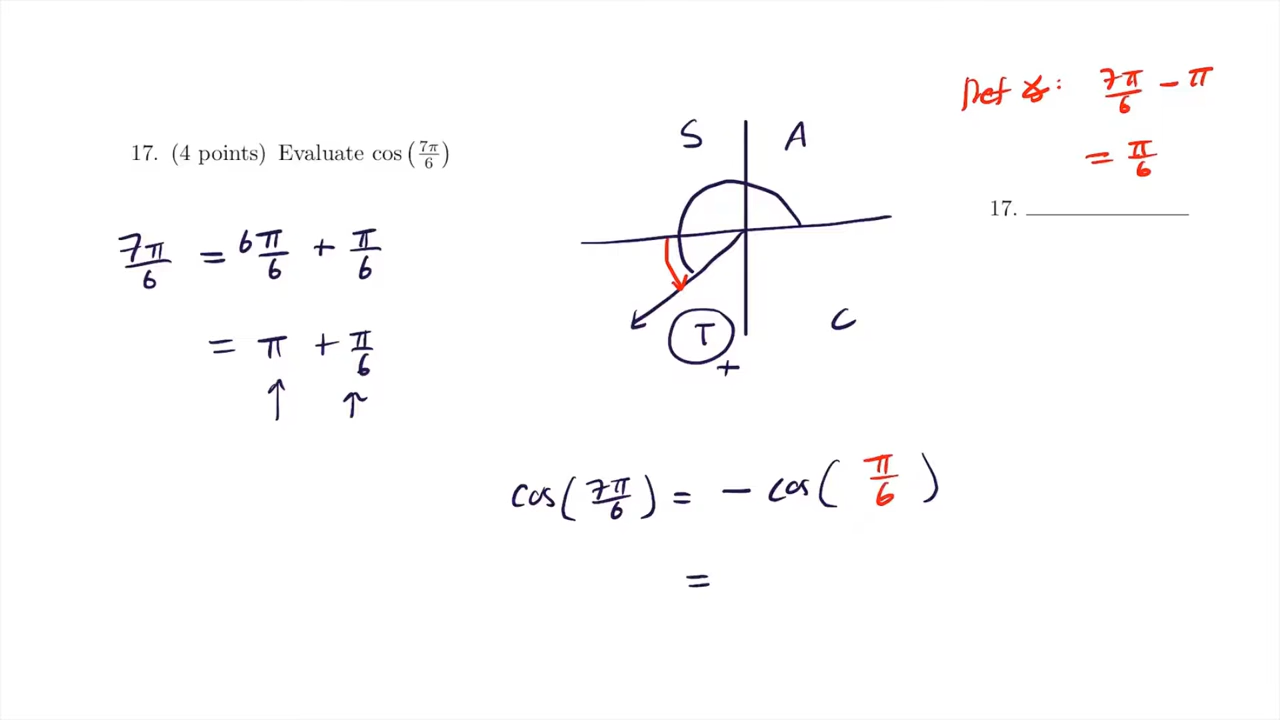 17. (4 points) Evaluate cos(7π/6)
7π/6 = 6π/6 + π/6
= π + π/6
↑ ↑
S A
T C
+
Ref ∡: 7π/6 − π
= π/6
17. ________
cos(7π/6) = − cos(π/6)
=